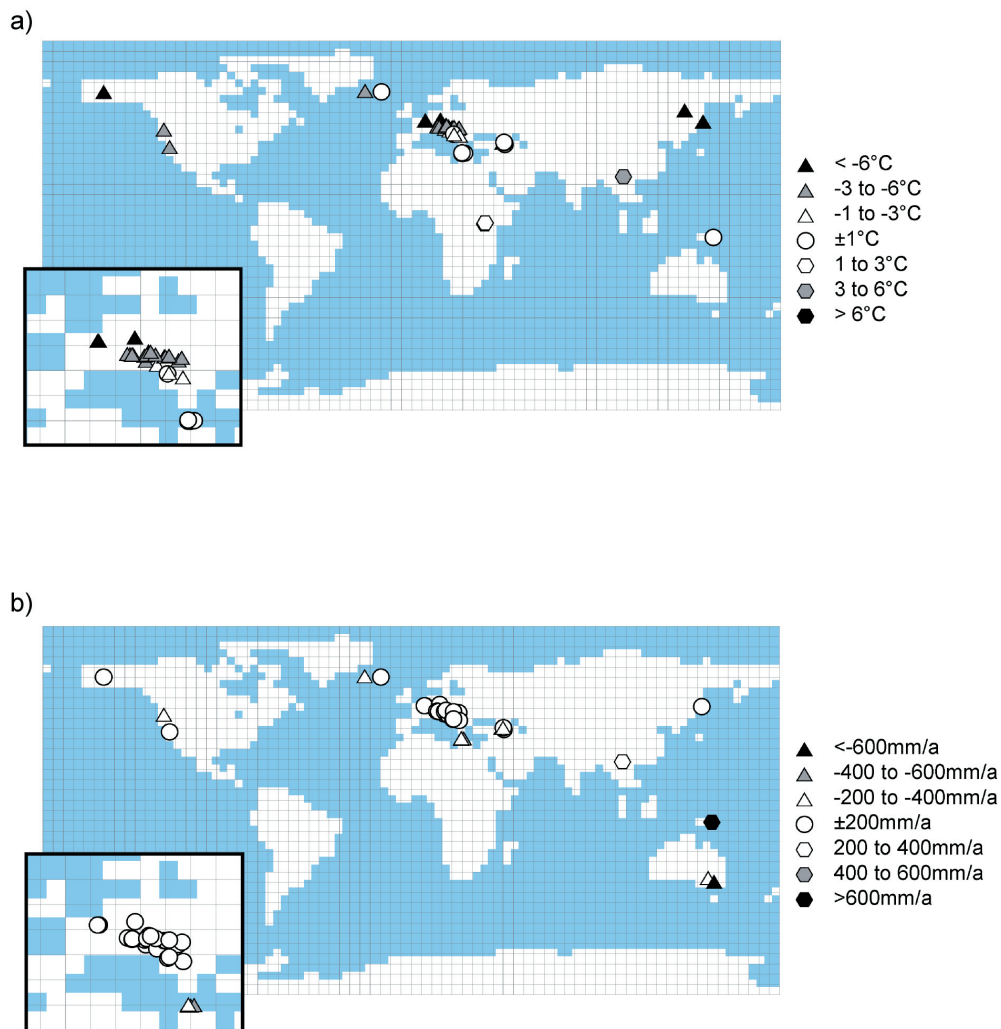 a)
< -6°C
-3 to -6°C
-1 to -3°C
±1°C
1 to 3°C
3 to 6°C
> 6°C
b)
<-600mm/a
-400 to -600mm/a
-200 to -400mm/a
±200mm/a
200 to 400mm/a
400 to 600mm/a
>600mm/a